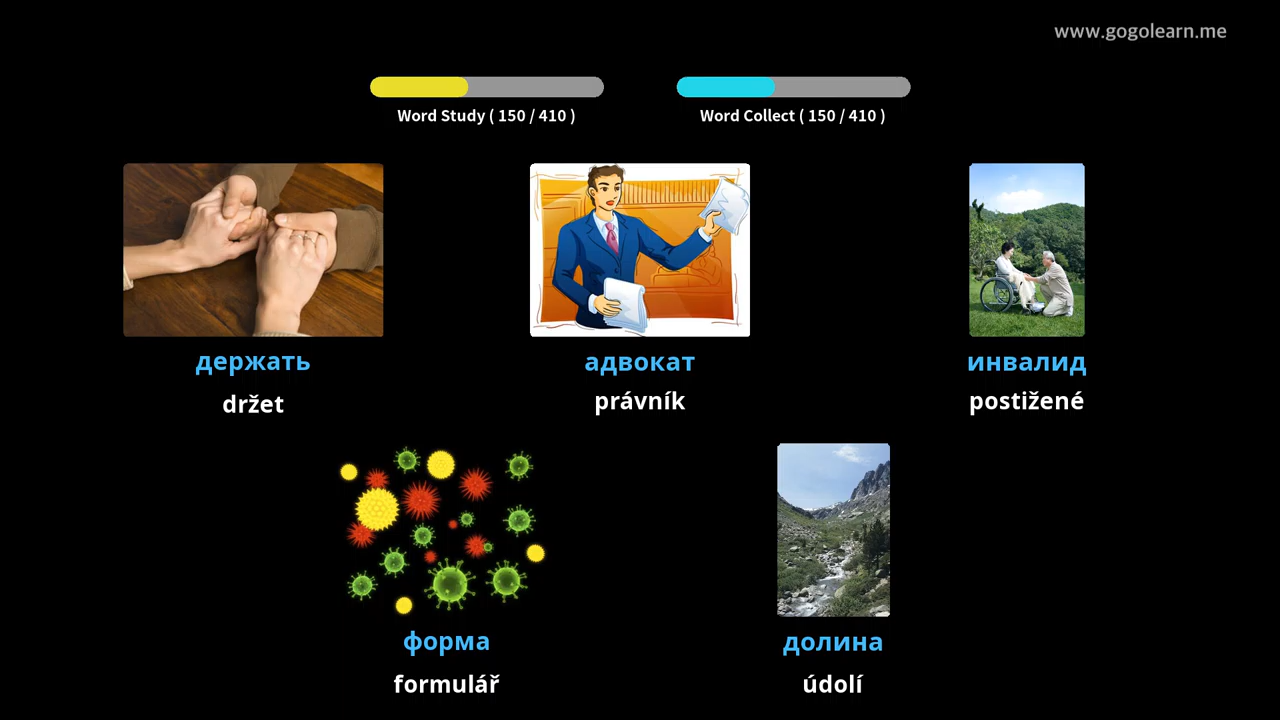 www.gogolearn.me
Word Study ( 150 / 410 )
Word Collect ( 150 / 410 )
держать
адвокат
инвалид
držet
právník
postižené
форма
долина
formulář
údolí